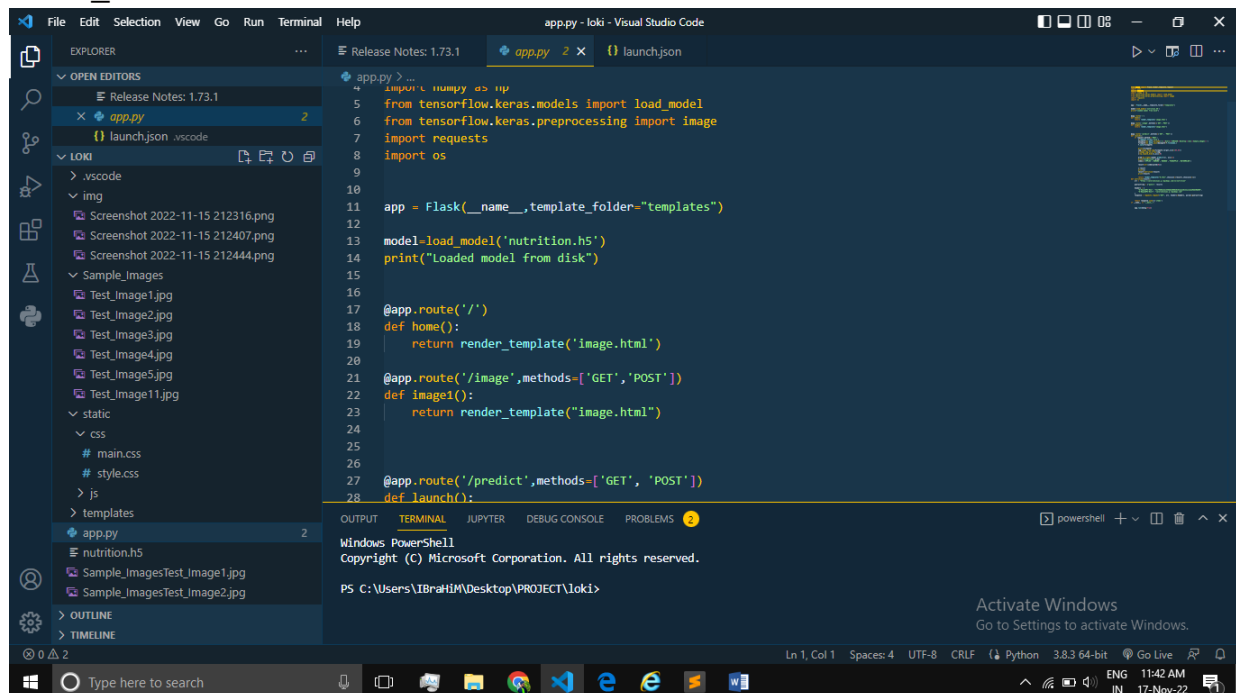 File Edit Selection View Go Run Terminal Help
app.py - loki - Visual Studio Code
EXPLORER
Release Notes: 1.73.1
app.py 2
launch.json
OPEN EDITORS
Release Notes: 1.73.1
app.py 2
{} launch.json .vscode
LOKI
.vscode
img
Screenshot 2022-11-15 212316.png
Screenshot 2022-11-15 212407.png
Screenshot 2022-11-15 212444.png
Sample_Images
Test_Image1.jpg
Test_Image2.jpg
Test_Image3.jpg
Test_Image4.jpg
Test_Image5.jpg
Test_Image11.jpg
static
css
# main.css
# style.css
js
templates
app.py 2
nutrition.h5
Sample_ImagesTest_Image1.jpg
Sample_ImagesTest_Image2.jpg
OUTLINE
TIMELINE
app.py > ...
4 import numpy as np
5 from tensorflow.keras.models import load_model
6 from tensorflow.keras.preprocessing import image
7 import requests
8 import os
9
10
11 app = Flask(__name__,template_folder="templates")
12
13 model=load_model('nutrition.h5')
14 print("Loaded model from disk")
15
16
17 @app.route('/')
18 def home():
19 return render_template('image.html')
20
21 @app.route('/image',methods=['GET','POST'])
22 def image1():
23 return render_template("image.html")
24
25
26
27 @app.route('/predict',methods=['GET', 'POST'])
28 def launch():
OUTPUT TERMINAL JUPYTER DEBUG CONSOLE PROBLEMS 2
powershell
Windows PowerShell
Copyright (C) Microsoft Corporation. All rights reserved.
PS C:\Users\IBraHiM\Desktop\PROJECT\loki>
Activate Windows
Go to Settings to activate Windows.
0 2
Ln 1, Col 1 Spaces: 4 UTF-8 CRLF Python 3.8.3 64-bit Go Live
Type here to search
ENG
IN
11:42 AM
17-Nov-22